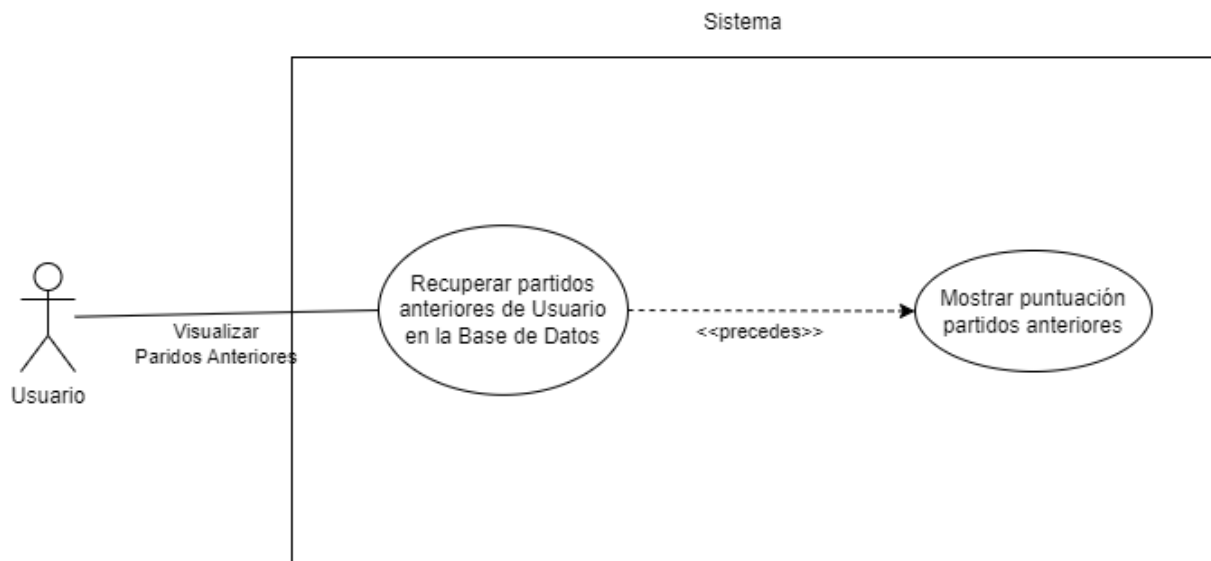 Sistema
Recuperar partidos
anteriores de Usuario
en la Base de Datos
Mostrar puntuación
partidos anteriores
Visualizar
Paridos Anteriores
<<precedes>>
Usuario